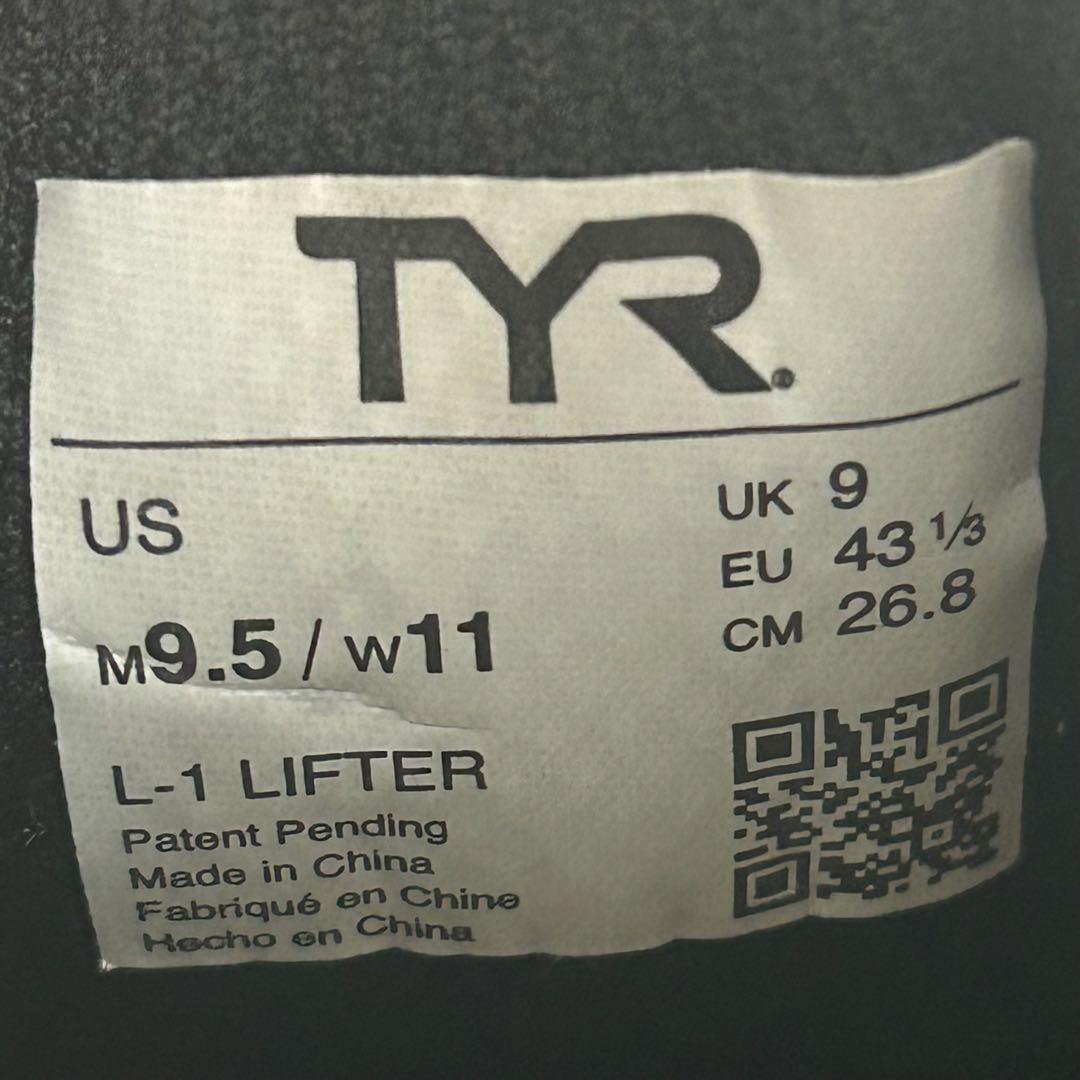 TYR®
US
M9.5 / W11
UK 9
EU 43 1/3
CM 26.8
L-1 LIFTER
Patent Pending
Made in China
Fabriqué en Chine
Hecho en China